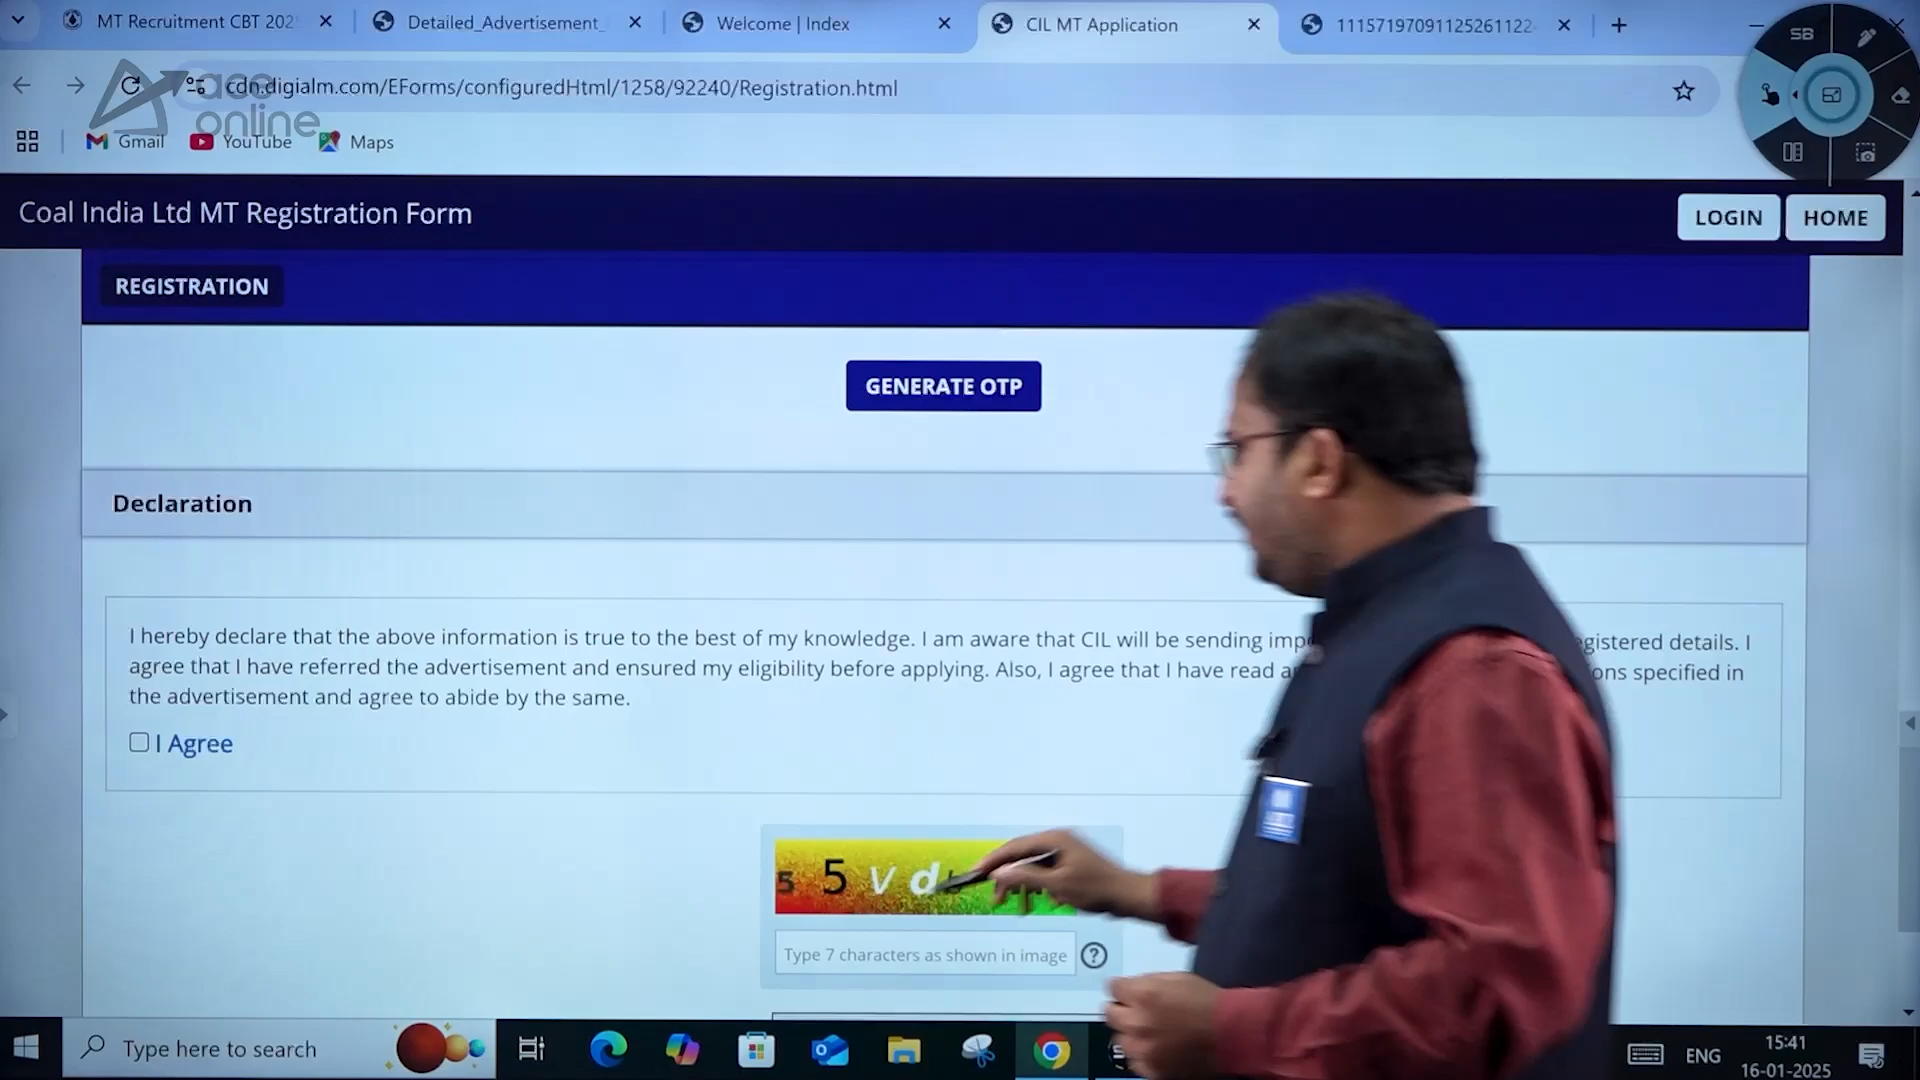 MT Recruitment CBT 202
Detailed_Advertisement_
Welcome | Index
CIL MT Application
11157197091125261122
SB
cdn.digialm.com/EForms/configuredHtml/1258/92240/Registration.html
ace
online
Gmail
YouTube
Maps
Coal India Ltd MT Registration Form
LOGIN
HOME
REGISTRATION
GENERATE OTP
Declaration
I hereby declare that the above information is true to the best of my knowledge. I am aware that CIL will be sending imp gistered details. I
agree that I have referred the advertisement and ensured my eligibility before applying. Also, I agree that I have read a ons specified in
the advertisement and agree to abide by the same.
I Agree
5 5 V d
Type 7 characters as shown in image
?
Type here to search
ENG
15:41
16-01-2025